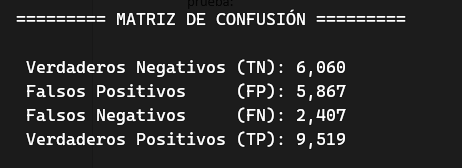 prueba:
========= MATRIZ DE CONFUSIÓN =========
Verdaderos Negativos (TN): 6,060
Falsos Positivos     (FP): 5,867
Falsos Negativos     (FN): 2,407
Verdaderos Positivos (TP): 9,519